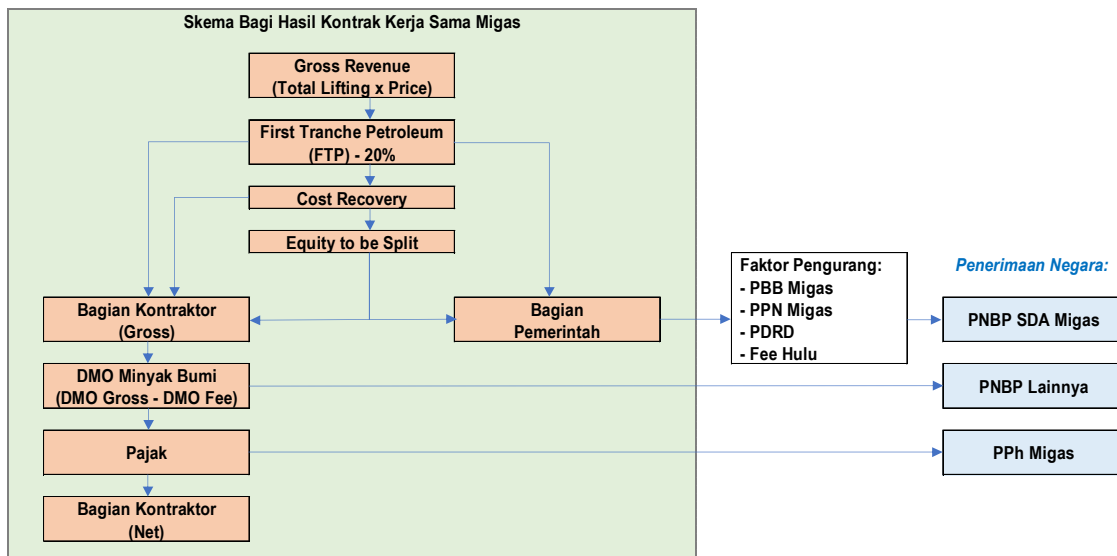 Skema Bagi Hasil Kontrak Kerja Sama Migas
Gross Revenue
(Total Lifting x Price)
First Tranche Petroleum
(FTP) - 20%
Cost Recovery
Equity to be Split
Bagian Kontraktor
(Gross)
Bagian
Pemerintah
Faktor Pengurang:
- PBB Migas
- PPN Migas
- PDRD
- Fee Hulu
Penerimaan Negara:
PNBP SDA Migas
DMO Minyak Bumi
(DMO Gross - DMO Fee)
PNBP Lainnya
Pajak
PPh Migas
Bagian Kontraktor
(Net)